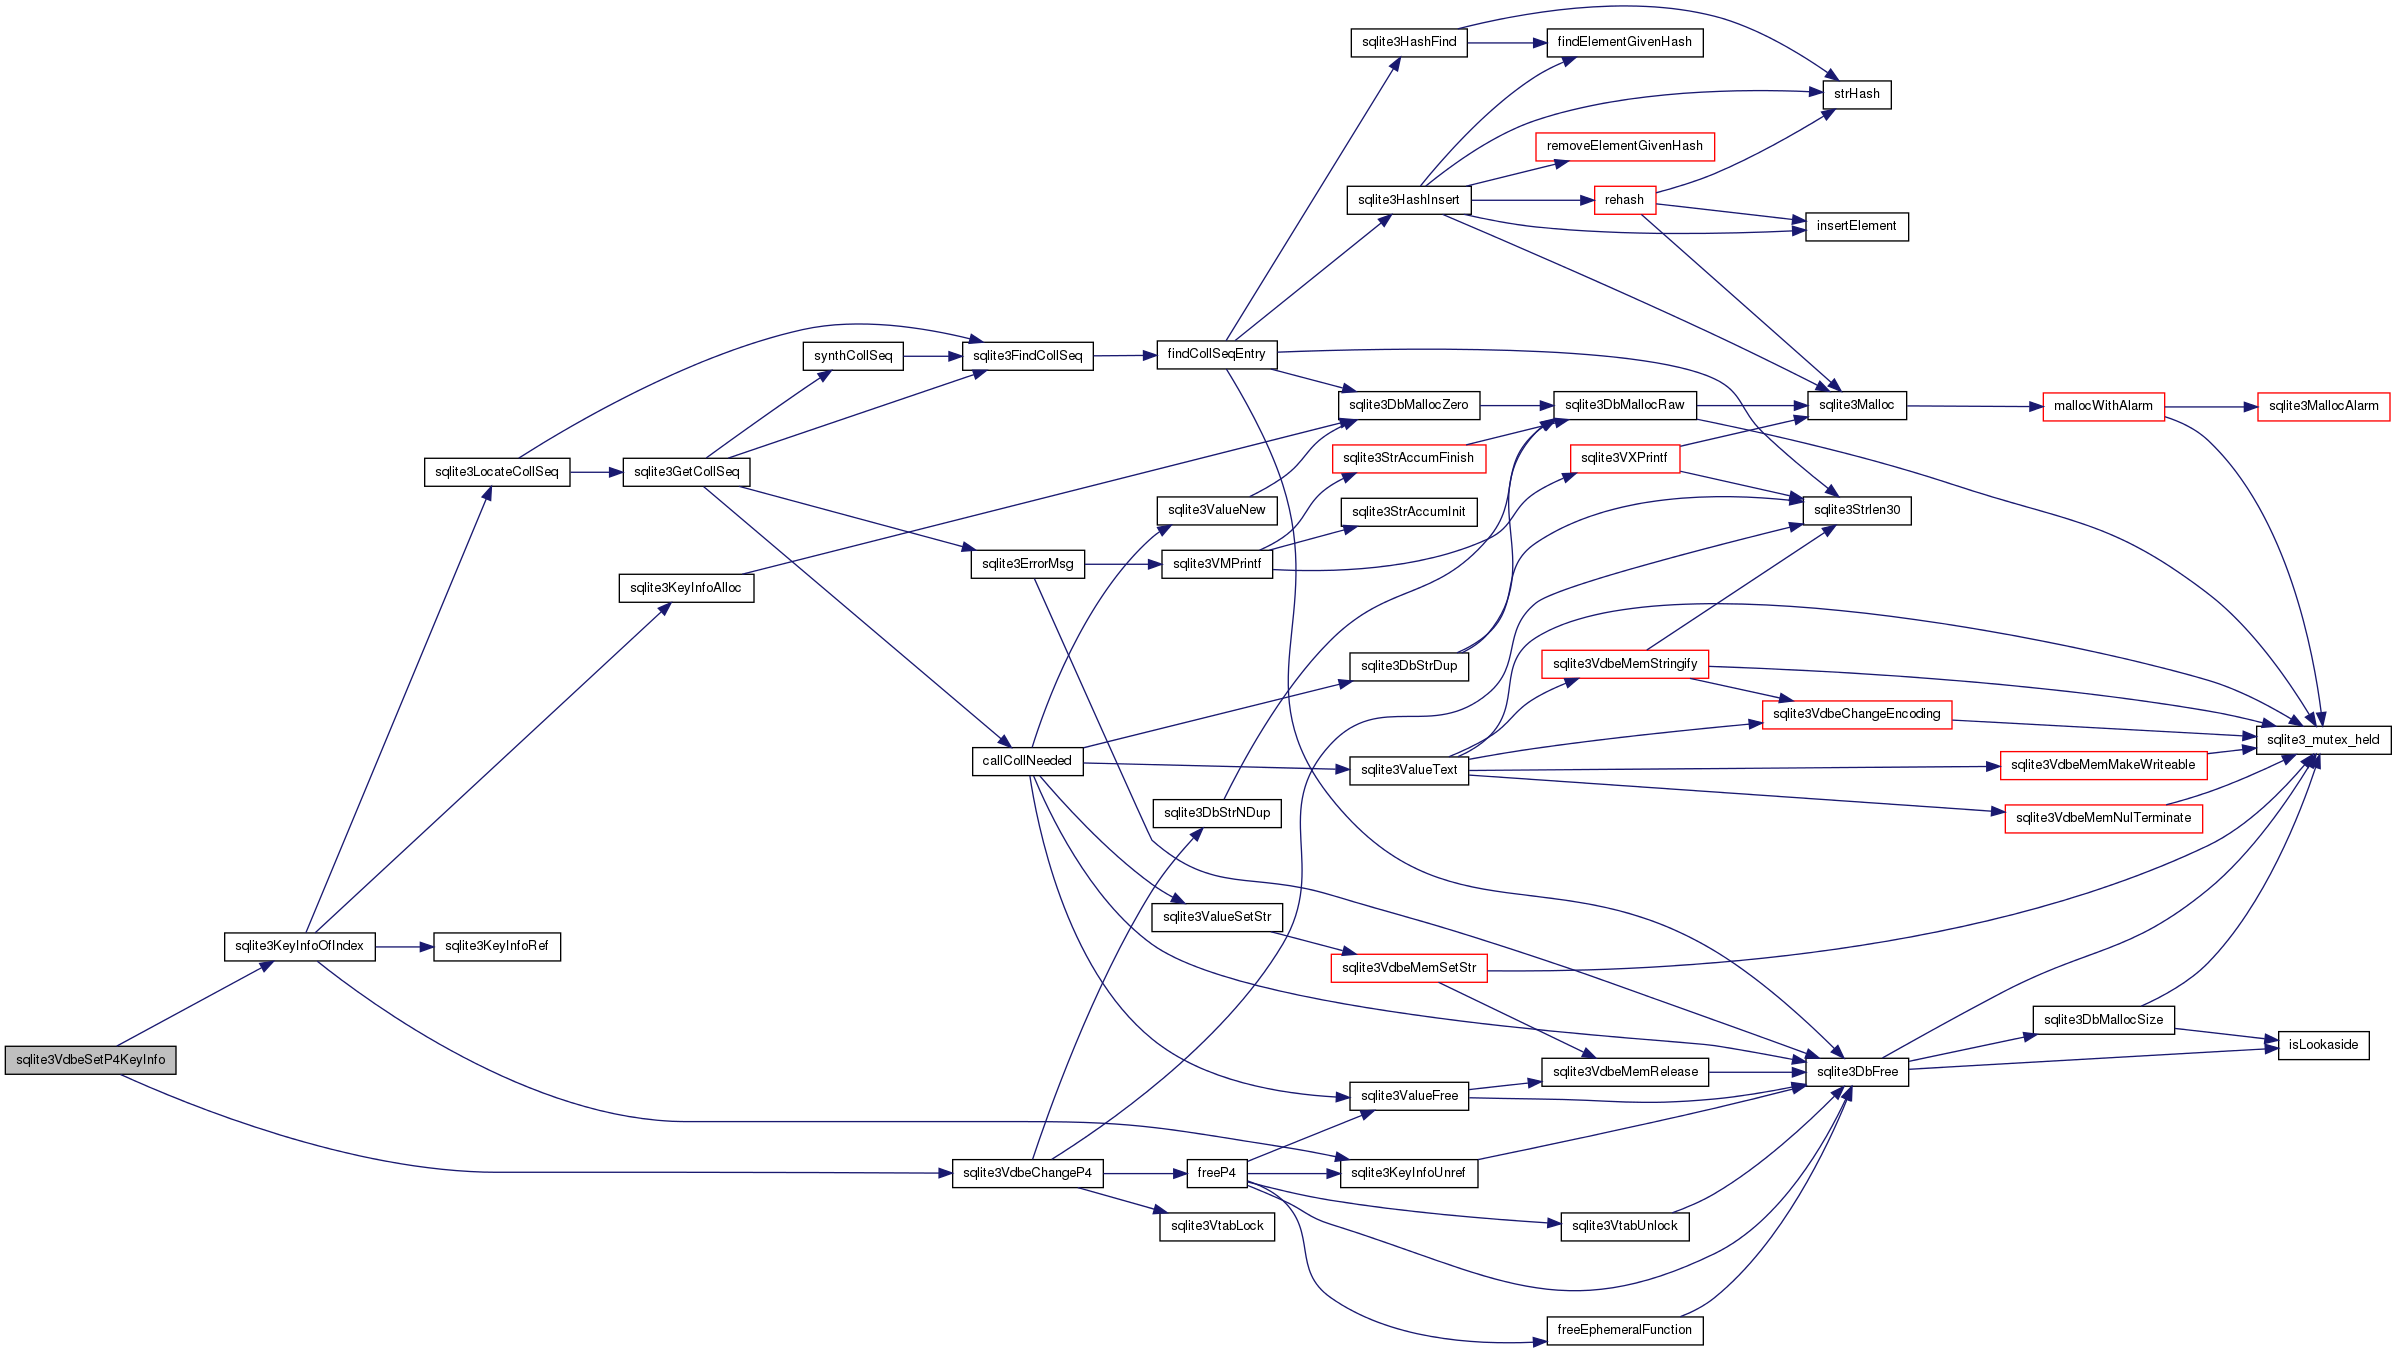 sqlite3VdbeSetP4KeyInfo
sqlite3KeyInfoOfIndex
sqlite3LocateCollSeq
sqlite3KeyInfoRef
sqlite3GetCollSeq
sqlite3KeyInfoAlloc
synthCollSeq
sqlite3FindCollSeq
sqlite3ErrorMsg
callCollNeeded
sqlite3VdbeChangeP4
findCollSeqEntry
sqlite3ValueNew
sqlite3VMPrintf
sqlite3DbStrNDup
sqlite3ValueSetStr
freeP4
sqlite3VtabLock
sqlite3HashFind
sqlite3HashInsert
sqlite3DbMallocZero
sqlite3StrAccumFinish
sqlite3StrAccumInit
sqlite3DbStrDup
sqlite3ValueText
sqlite3VdbeMemSetStr
sqlite3ValueFree
sqlite3KeyInfoUnref
findElementGivenHash
removeElementGivenHash
rehash
sqlite3DbMallocRaw
sqlite3VXPrintf
sqlite3VdbeMemStringify
sqlite3VdbeMemRelease
sqlite3VtabUnlock
freeEphemeralFunction
strHash
insertElement
sqlite3Malloc
sqlite3Strlen30
sqlite3VdbeChangeEncoding
sqlite3DbFree
mallocWithAlarm
sqlite3VdbeMemMakeWriteable
sqlite3VdbeMemNulTerminate
sqlite3DbMallocSize
sqlite3MallocAlarm
sqlite3_mutex_held
isLookaside